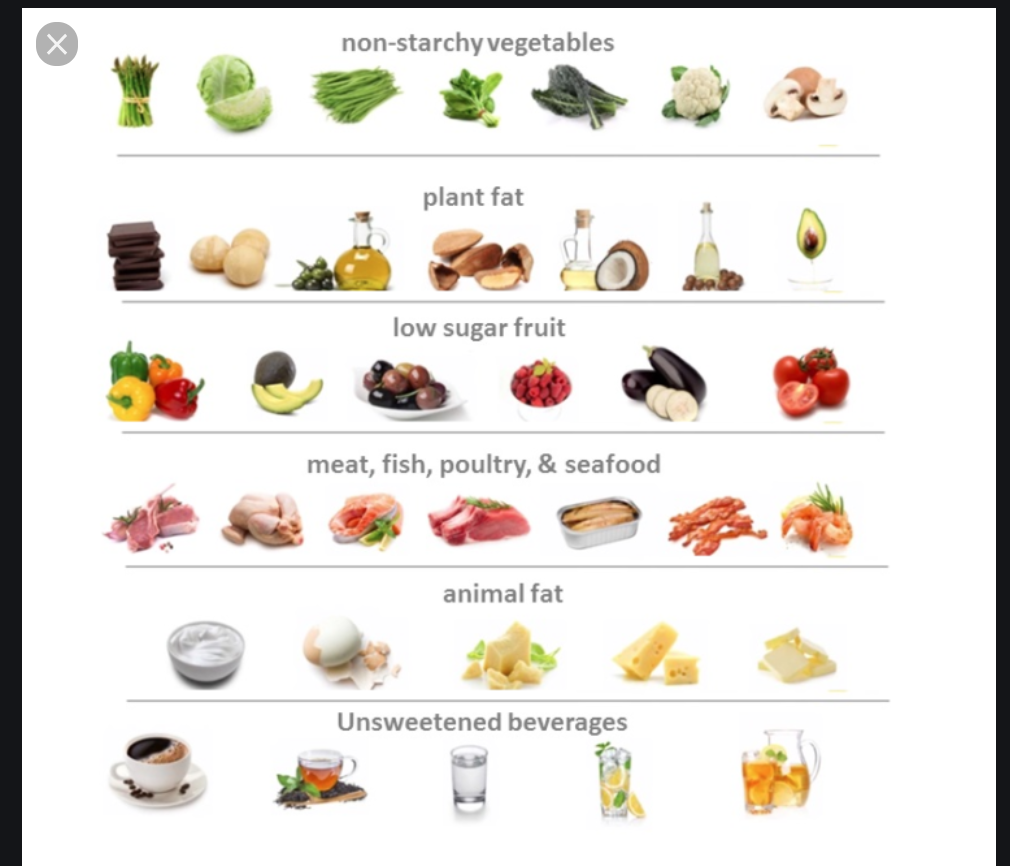 non-starchy vegetables
plant fat
low sugar fruit
meat, fish, poultry, & seafood
animal fat
Unsweetened beverages